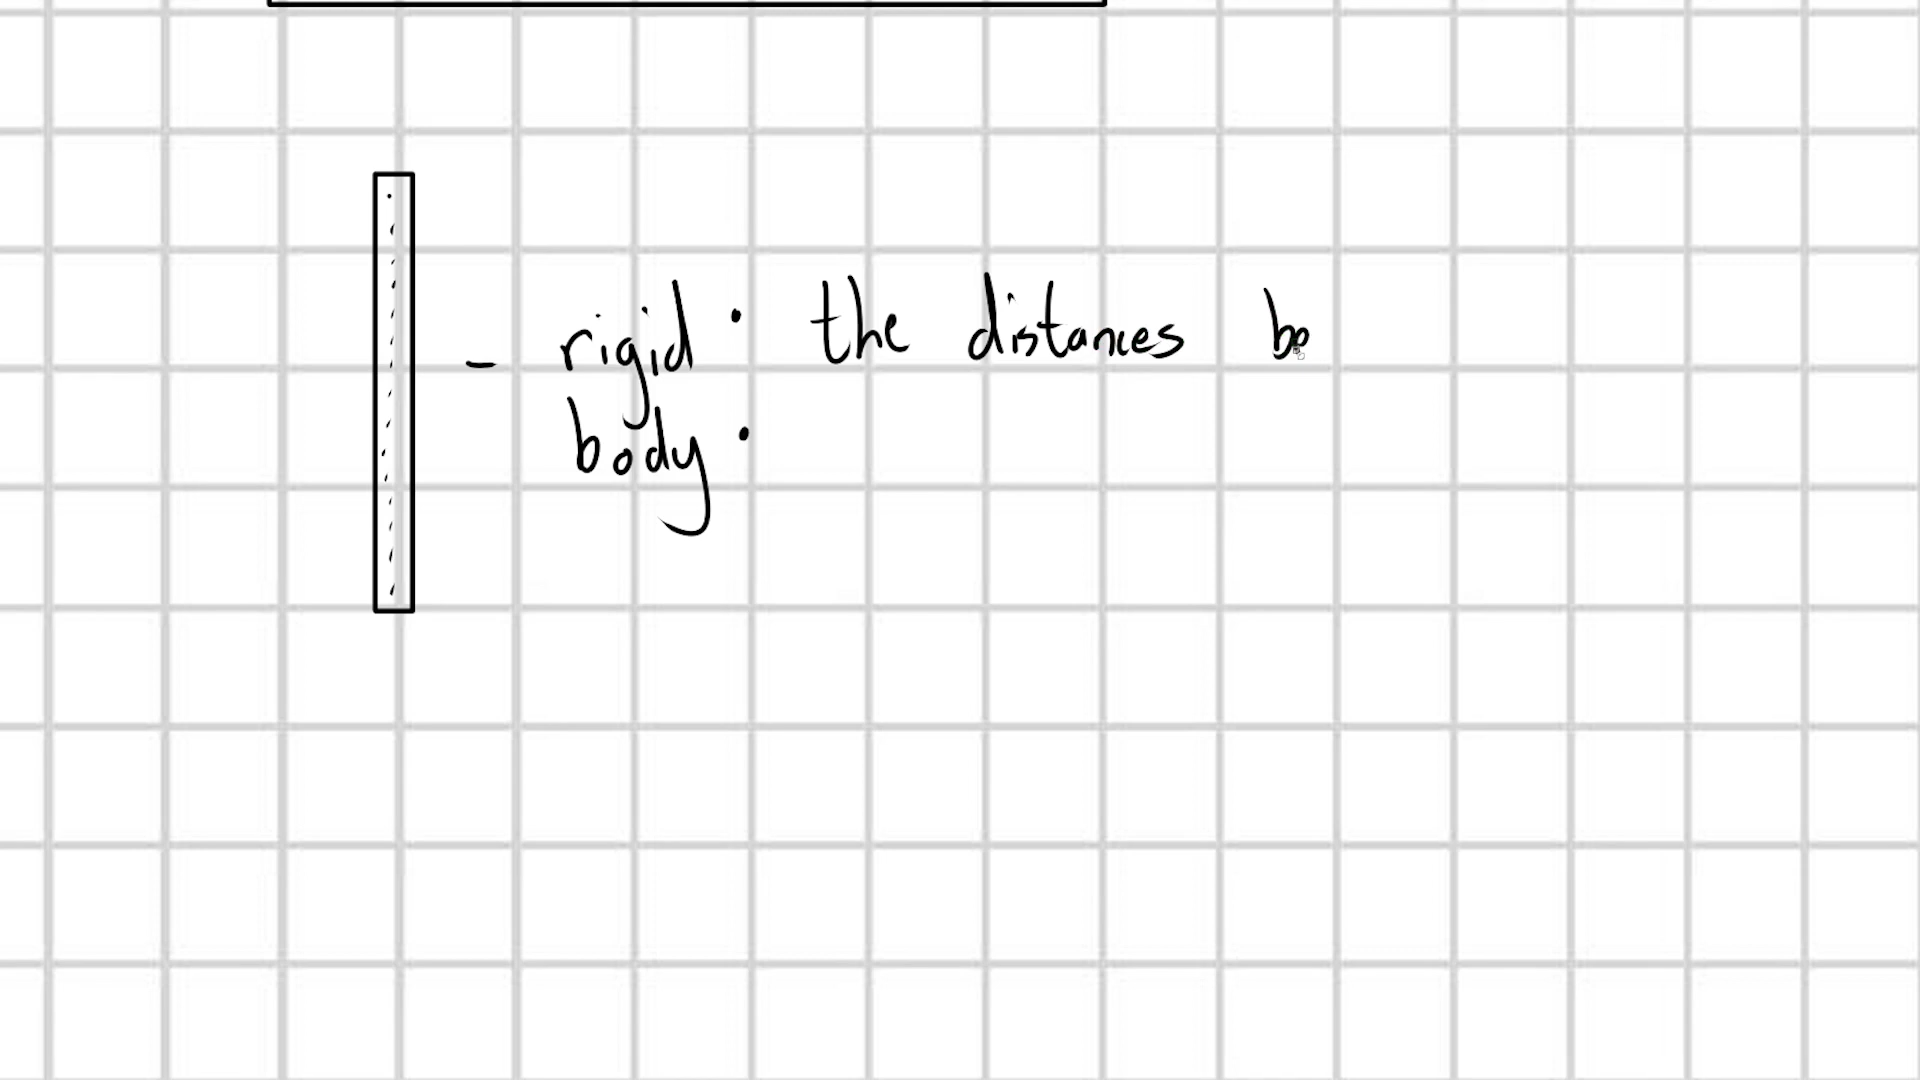 - rigid : the distances be
body